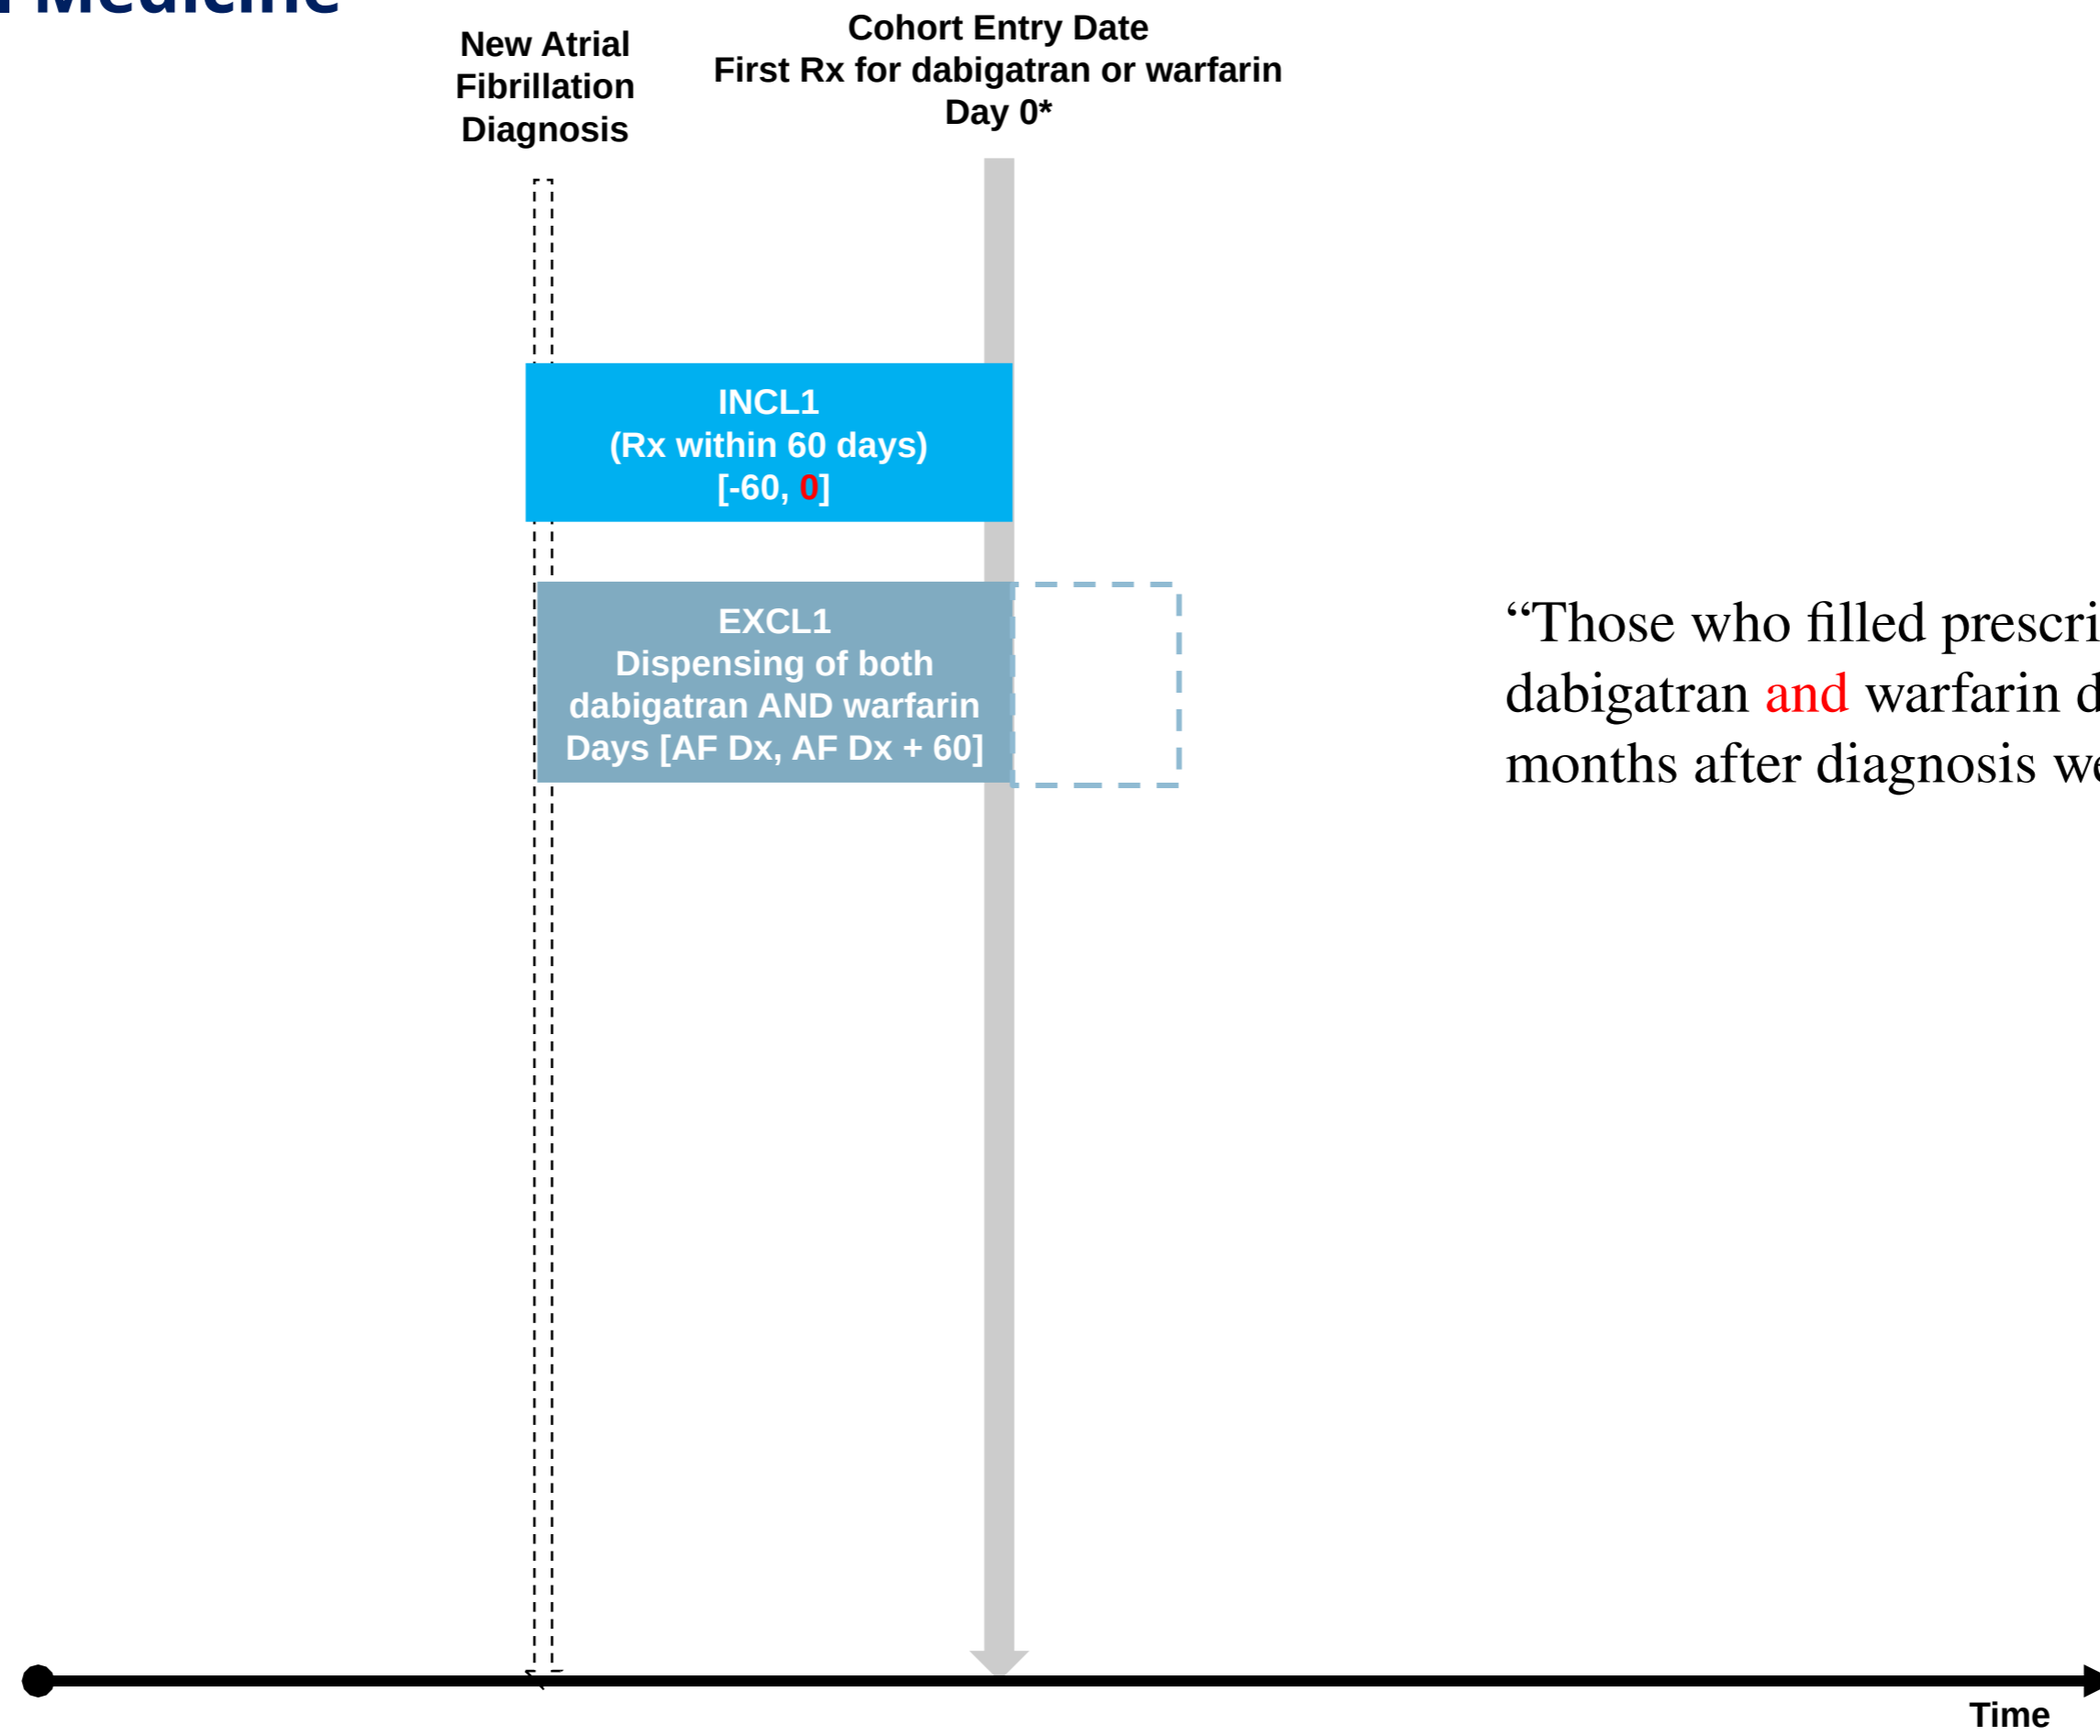 Medicine
New Atrial
Fibrillation
Diagnosis
Cohort Entry Date
First Rx for dabigatran or warfarin
Day 0*
INCL1
(Rx within 60 days)
[-60, 0]
EXCL1
Dispensing of both
dabigatran AND warfarin
Days [AF Dx, AF Dx + 60]
“Those who filled
dabigatran and warfarin
months after diagnosis
Time